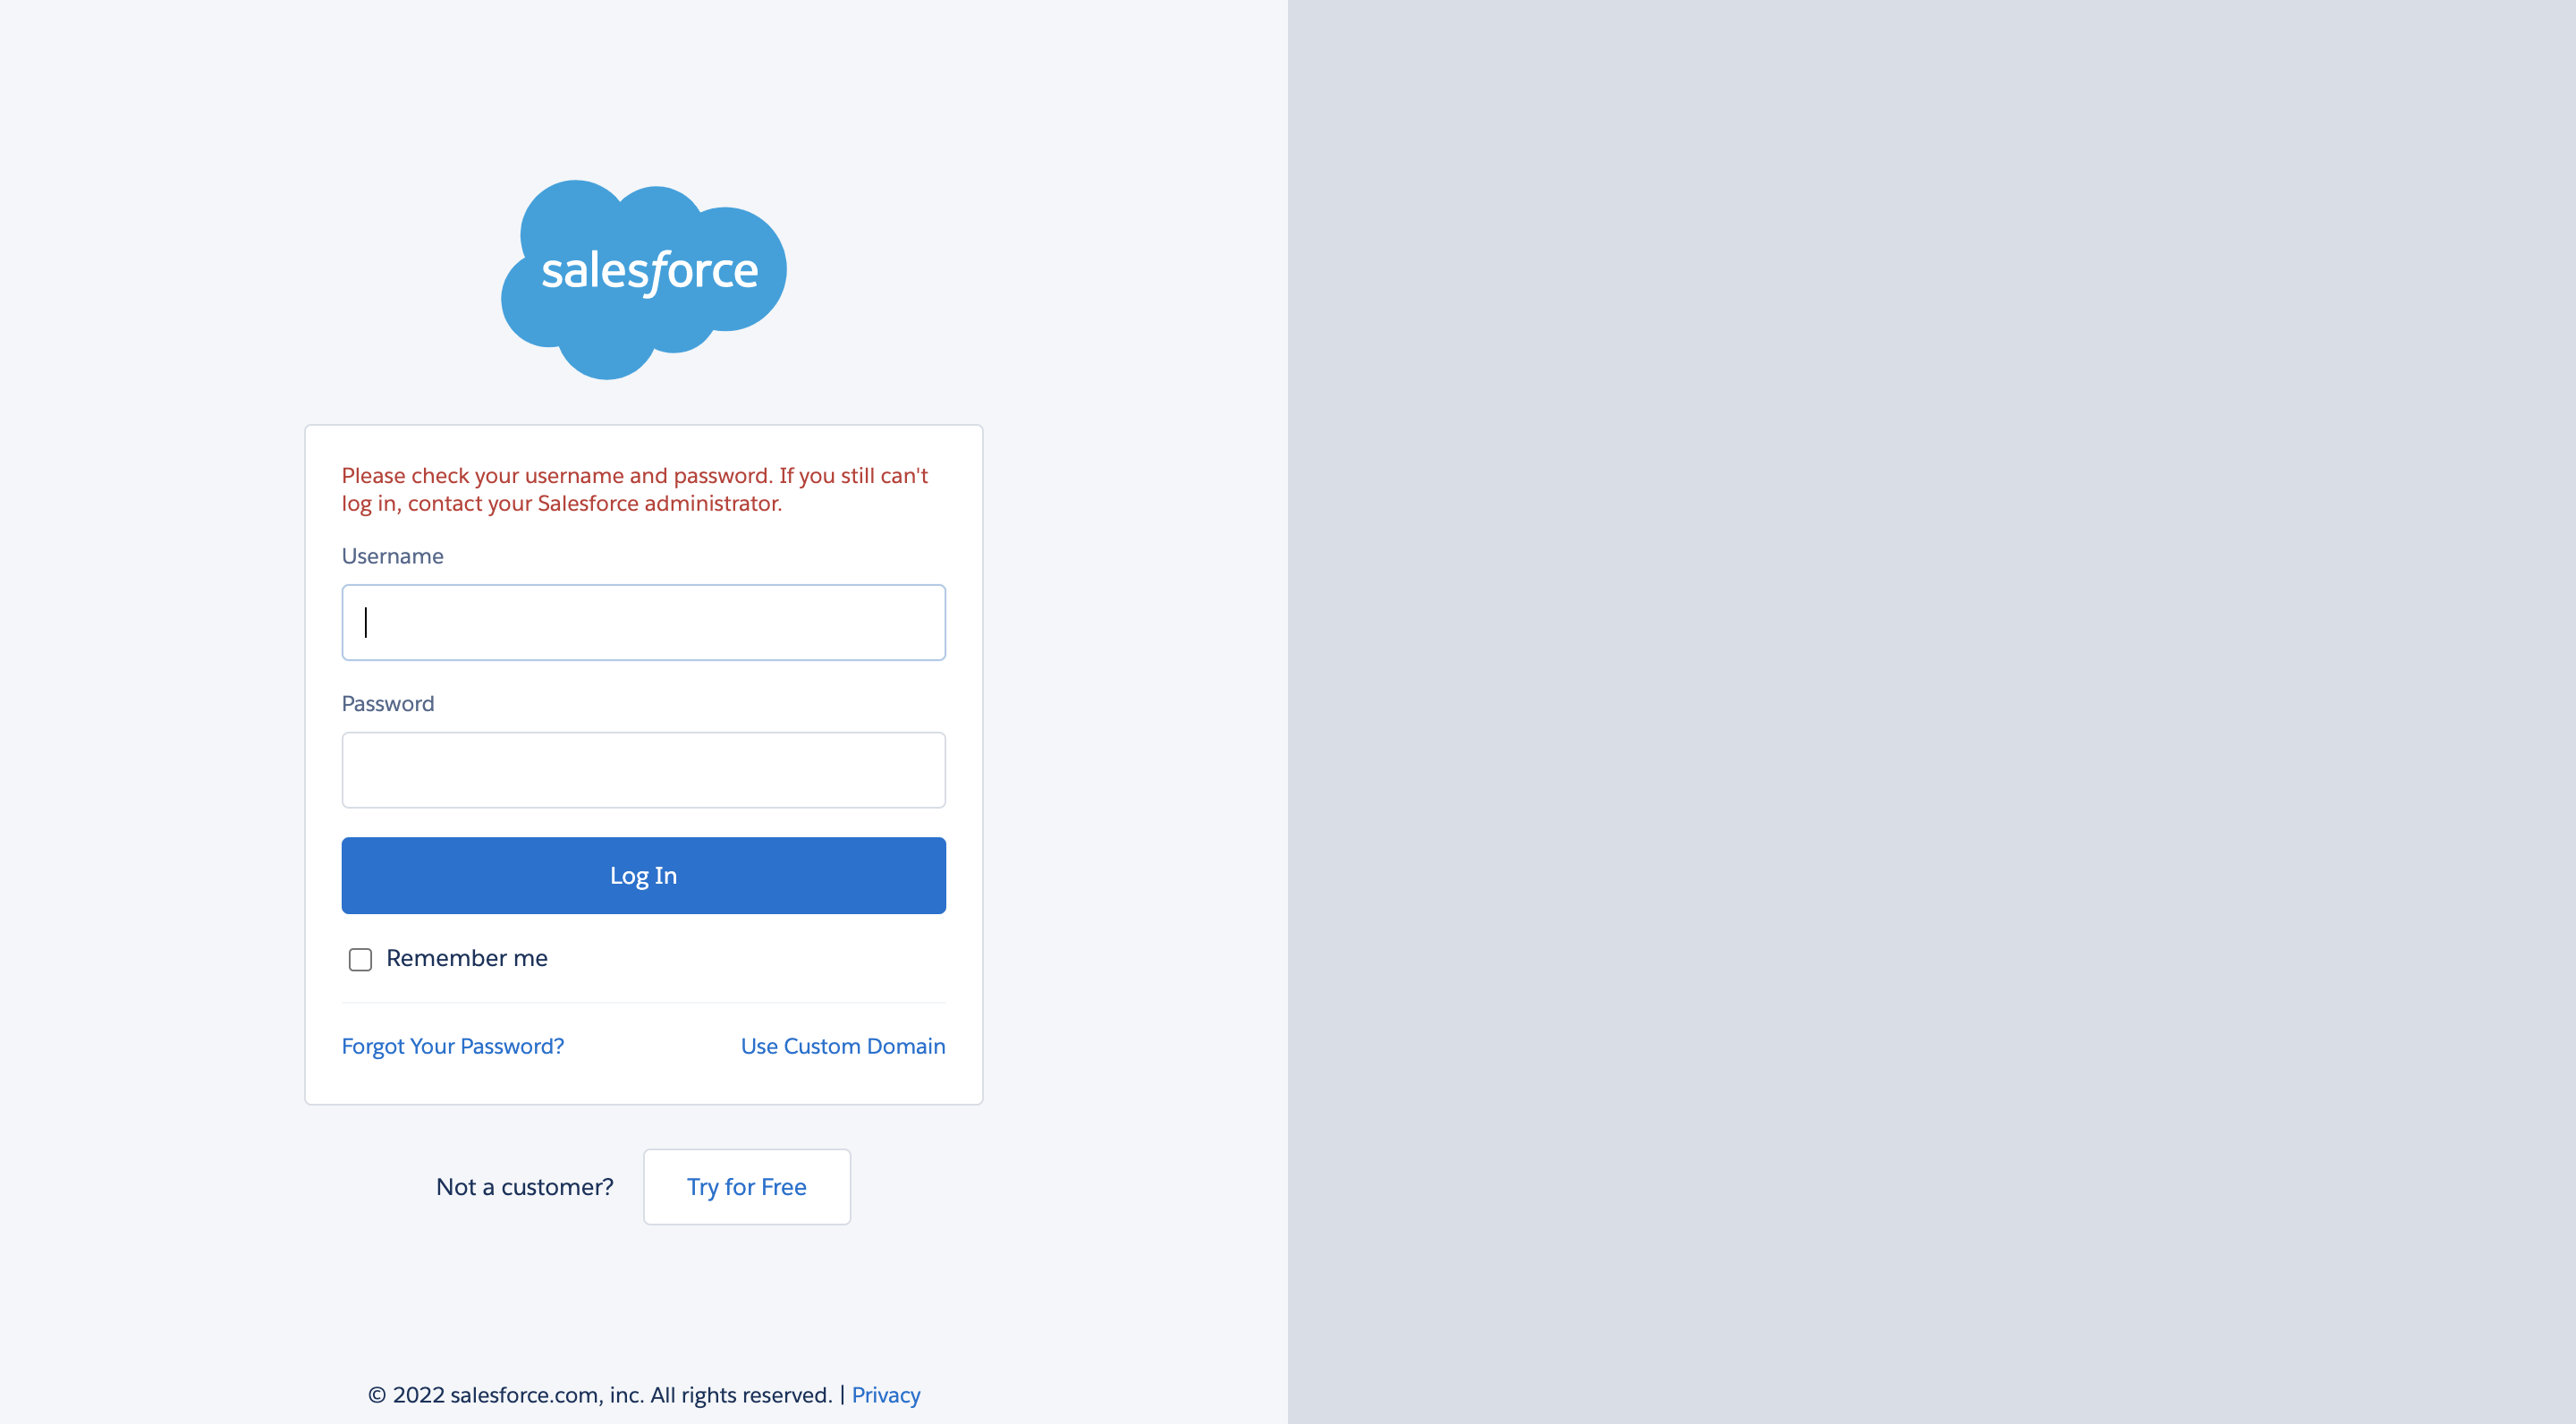 salesforce
Please check your username and password. If you still can't
log in, contact your Salesforce administrator.
Username
Password
Log In
Remember me
Forgot Your Password? Use Custom Domain
Not a customer? Try for Free
© 2022 salesforce.com, inc. All rights reserved. | Privacy